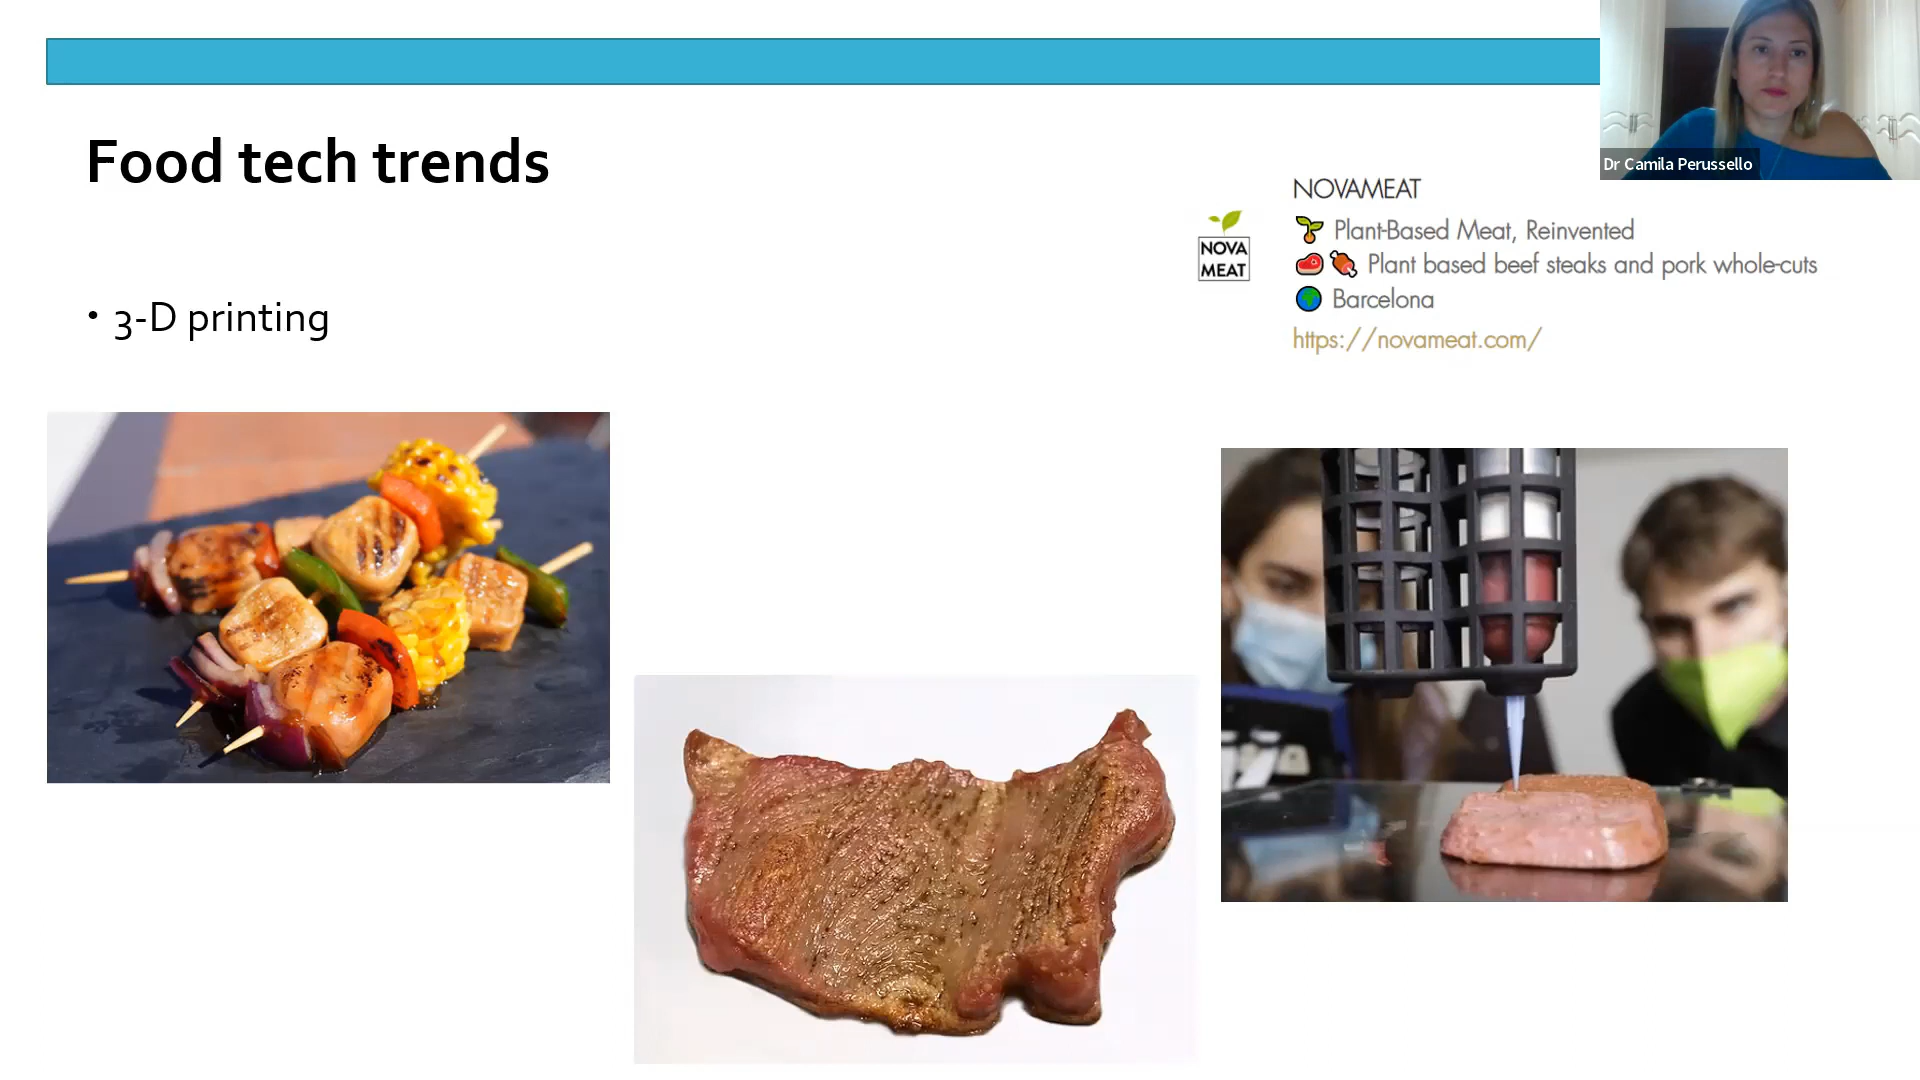 Dr Camila Perussello
Food tech trends
NOVAMEAT
NOVA
MEAT
Plant-Based Meat, Reinvented
Plant based beef steaks and pork whole-cuts
Barcelona
https://novameat.com/
• 3-D printing